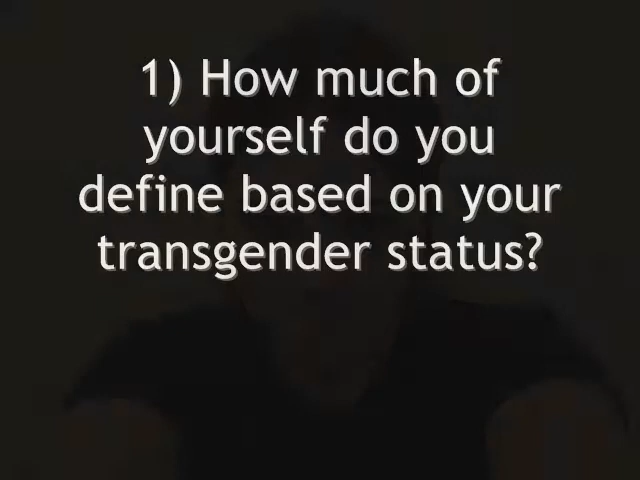 1) How much of
yourself do you
define based on your
transgender status?